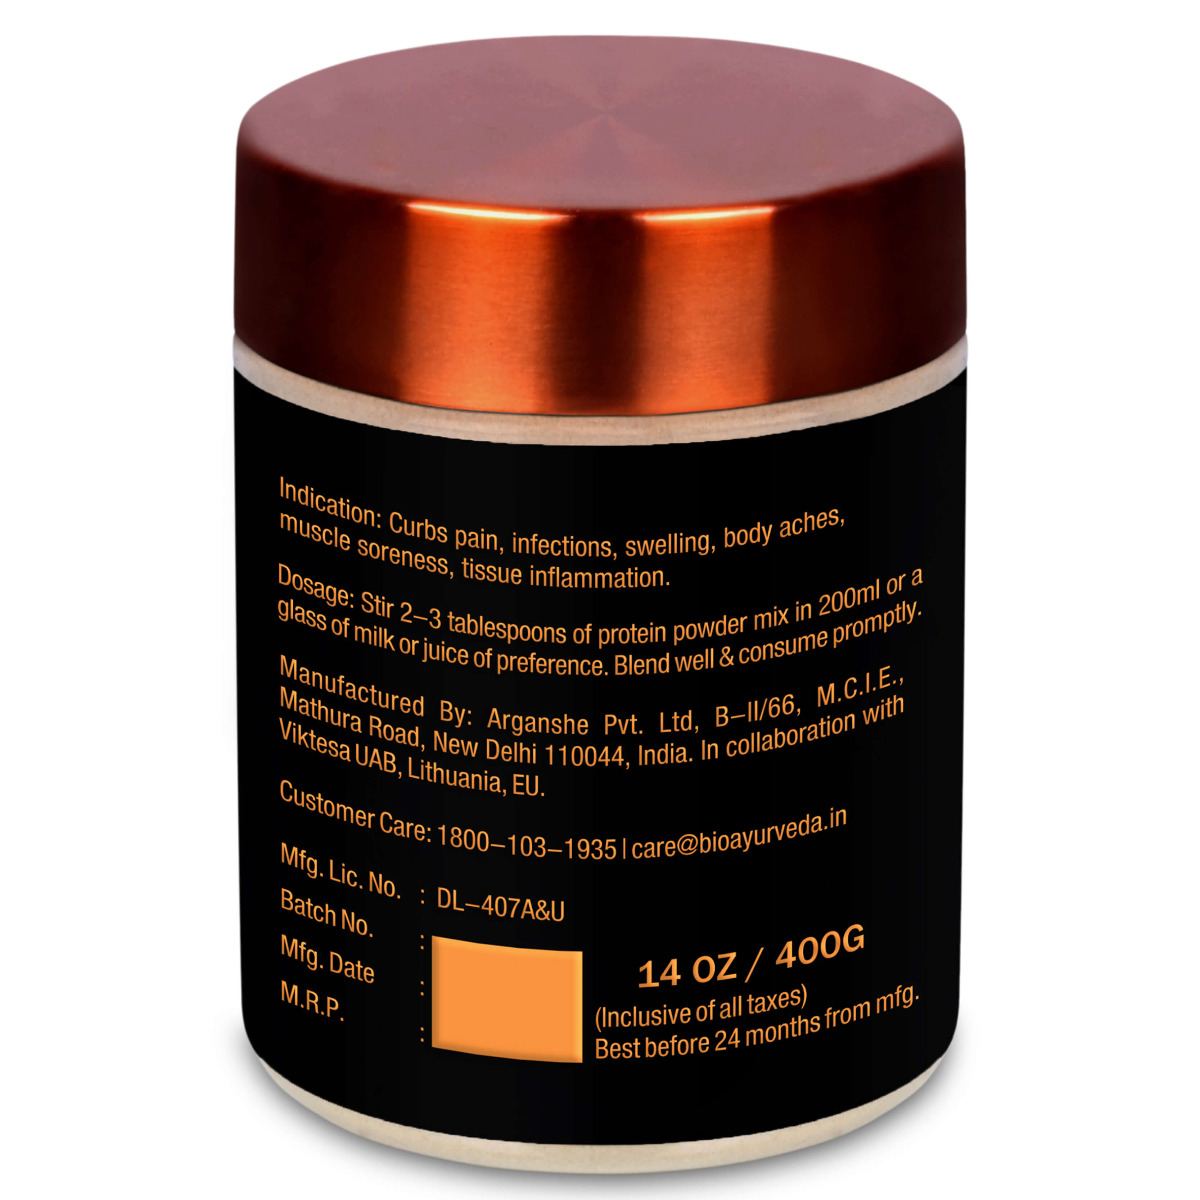 Indication: Curbs pain, infections, swelling, body aches,
muscle soreness, tissue inflammation.
Dosage: Stir 2–3 tablespoons of protein powder mix in 200ml or a
glass of milk or juice of preference. Blend well & consume promptly.
Manufactured By: Arganshe Pvt. Ltd, B–II/66, M.C.I.E.,
Mathura Road, New Delhi 110044, India. In collaboration with
Viktesa UAB, Lithuania, EU.
Customer Care: 1800–103–1935 | care@bioayurveda.in
Mfg. Lic. No. : DL–407A&U
Batch No. :
Mfg. Date :
M.R.P. :
14 OZ / 400G
(Inclusive of all taxes)
Best before 24 months from mfg.